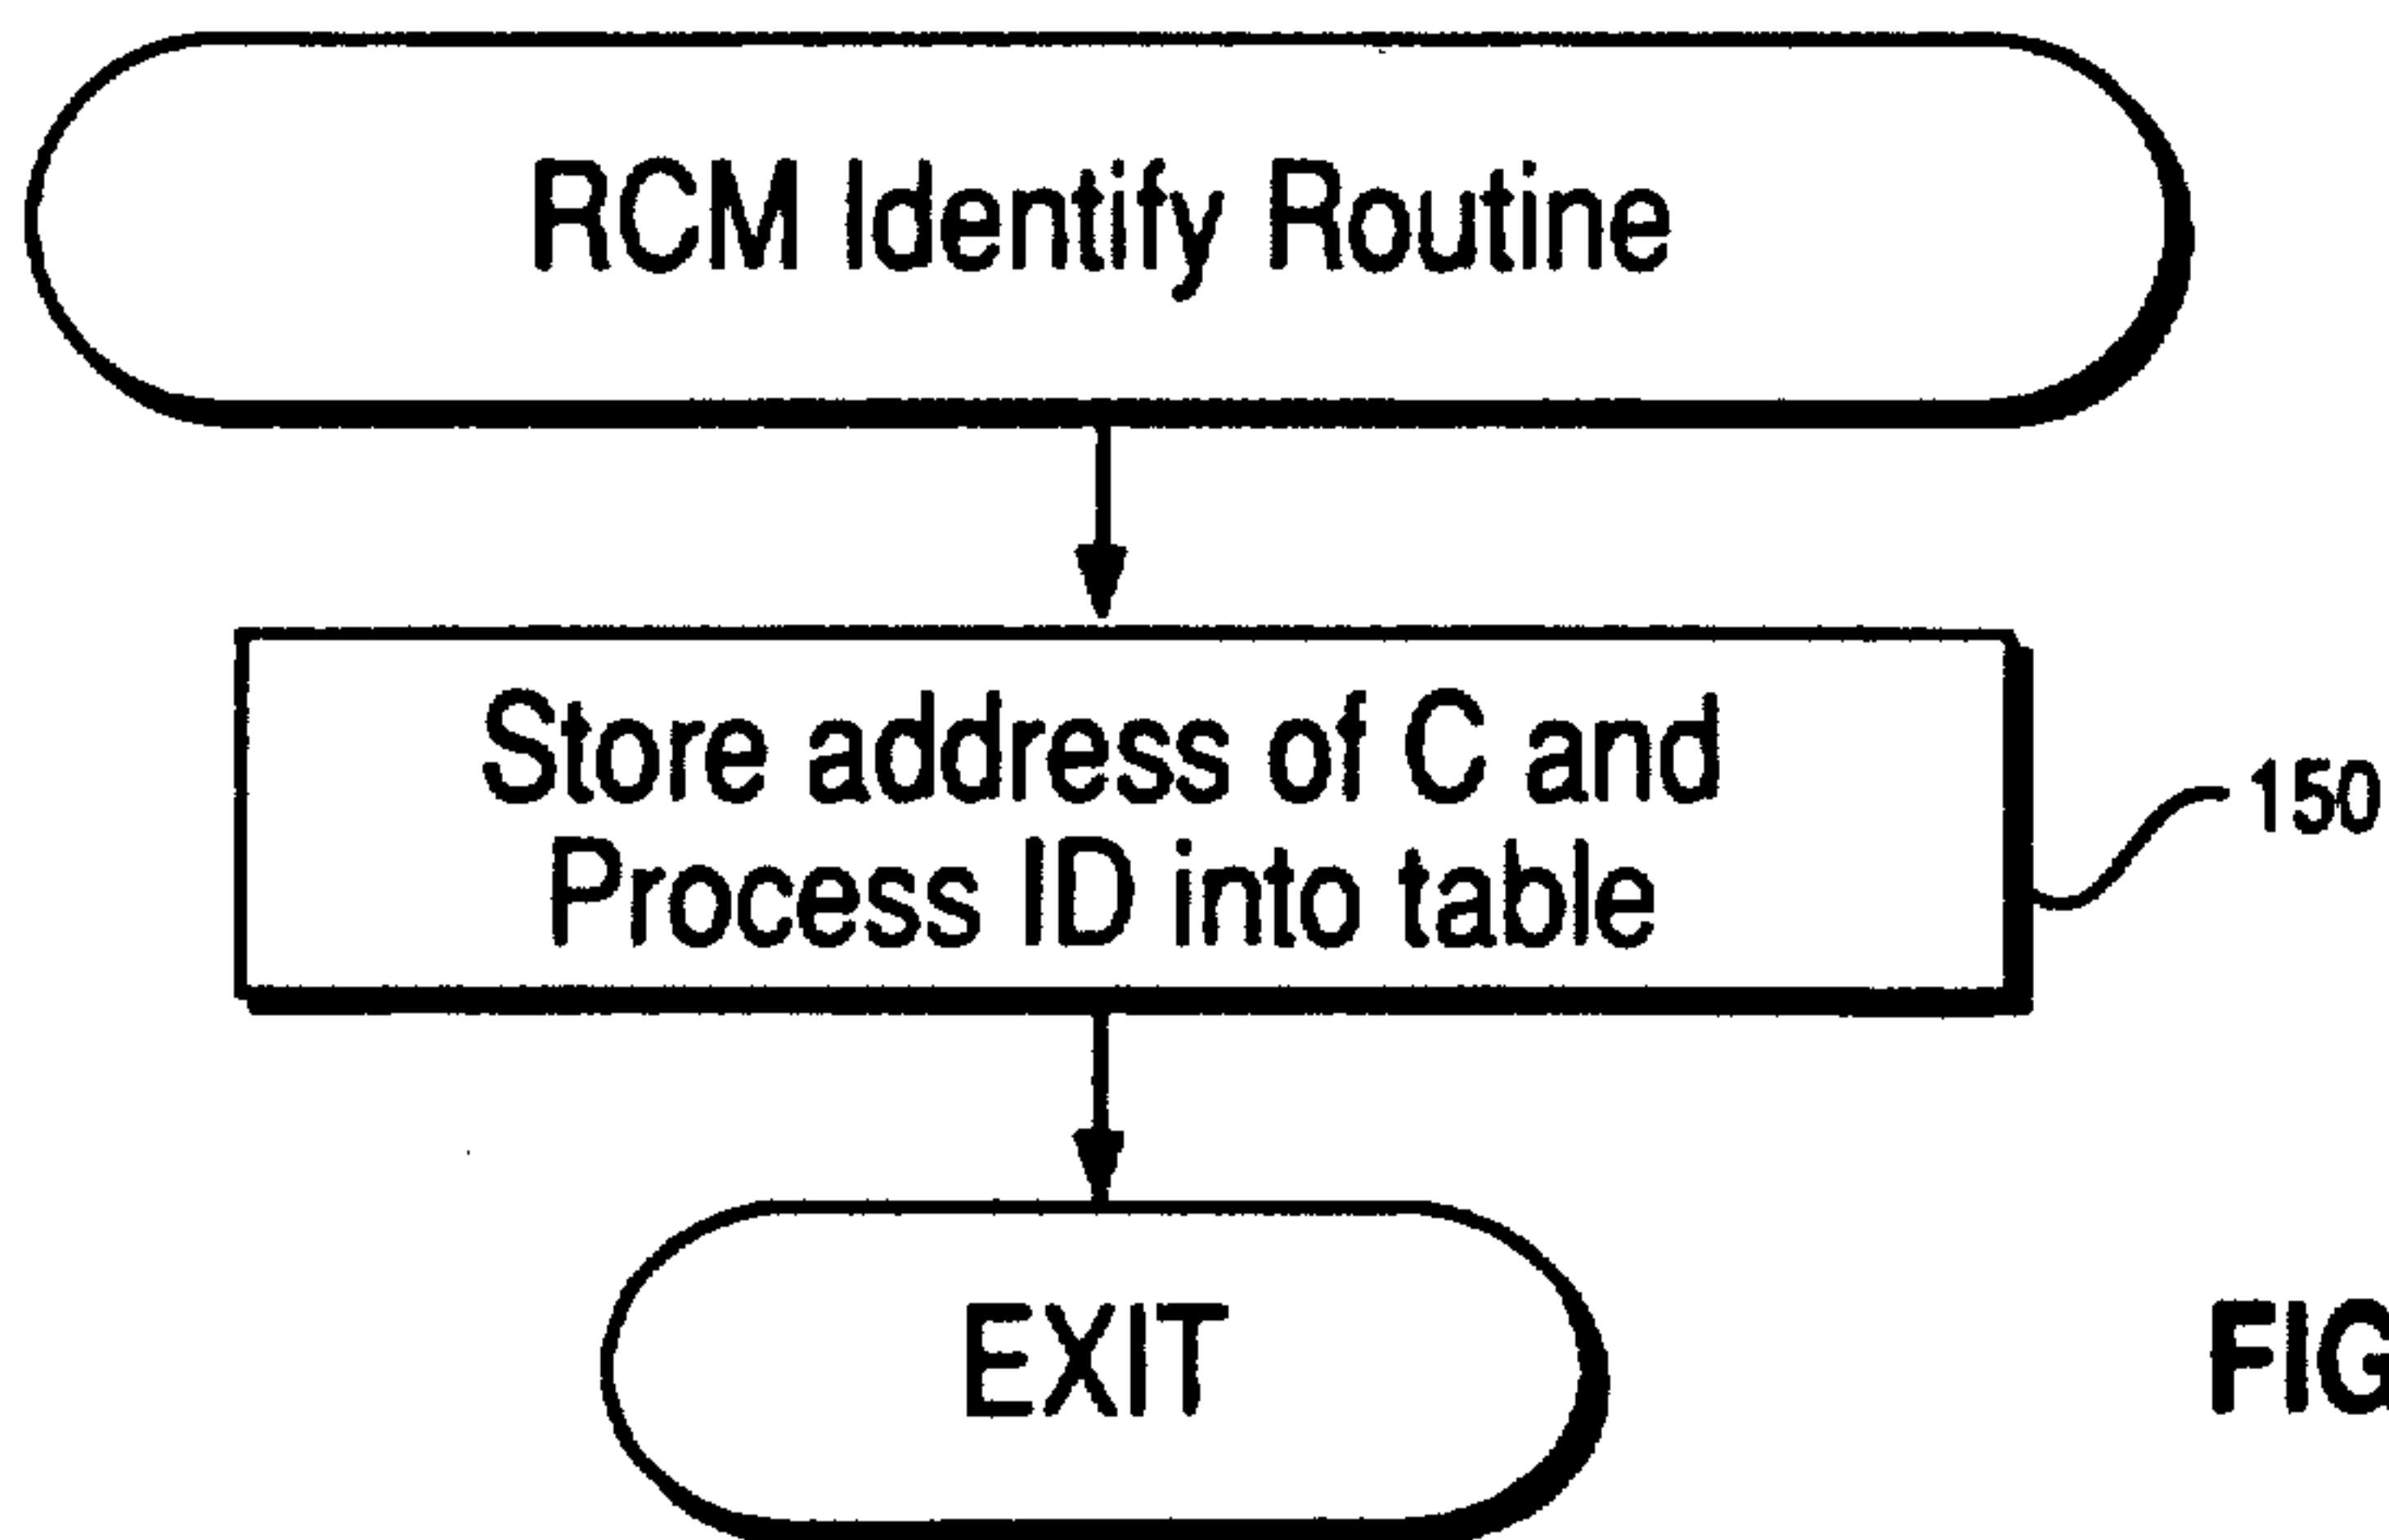 RCM Identify Routine
Store address of C and
Process ID into table
150
EXIT
FIG